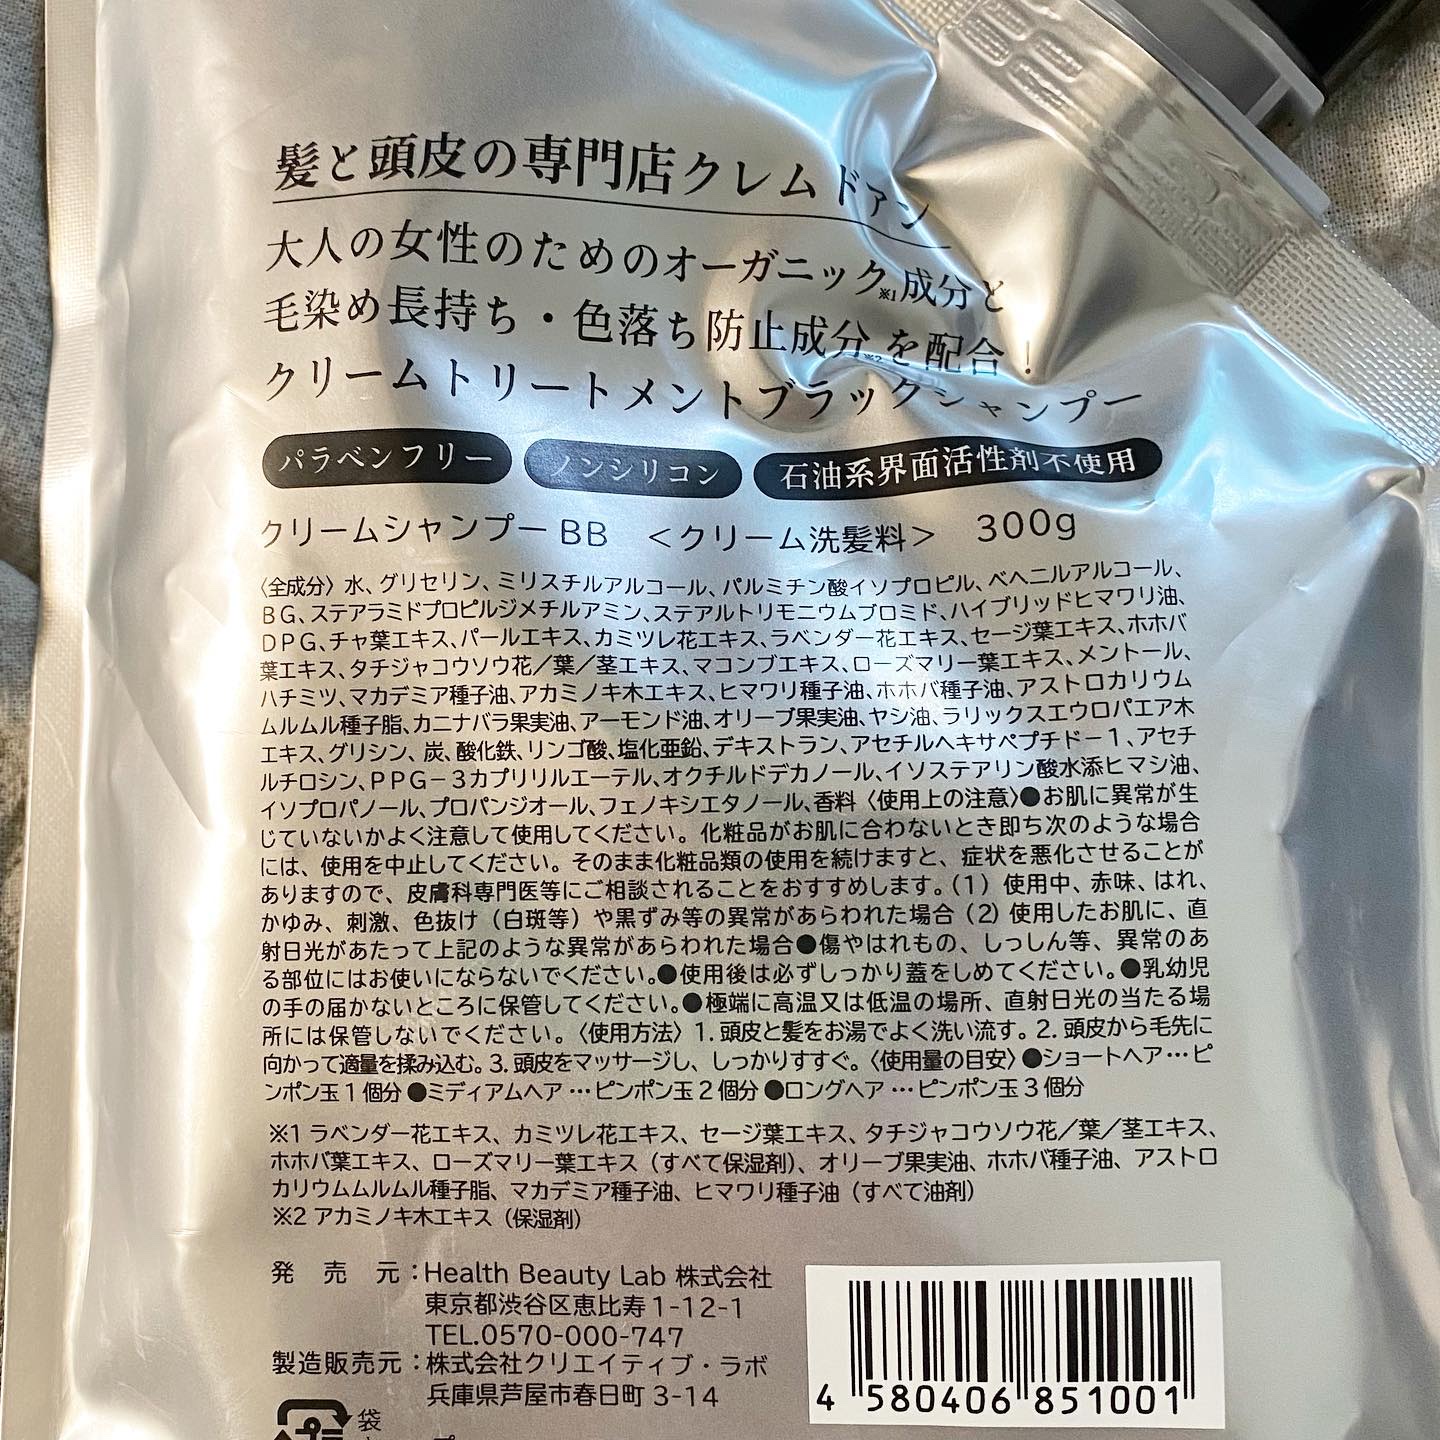 髪と頭皮の専門店クレムドアン
大人の女性のためのオーガニック※1成分と
毛染め長持ち・色落ち防止成分※2を配合!
クリームトリートメントブラックシャンプー
パラベンフリー ノンシリコン 石油系界面活性剤不使用
クリームシャンプーBB <クリーム洗髪料> 300g
〈全成分〉水、グリセリン、ミリスチルアルコール、パルミチン酸イソプロピル、ベヘニルアルコール、
BG、ステアラミドプロピルジメチルアミン、ステアルトリモニウムブロミド、ハイブリッドヒマワリ油、
DPG、チャ葉エキス、パールエキス、カミツレ花エキス、ラベンダー花エキス、セージ葉エキス、ホホバ
葉エキス、タチジャコウソウ花/葉/茎エキス、マコンブエキス、ローズマリー葉エキス、メントール、
ハチミツ、マカデミア種子油、アカミノキ木エキス、ヒマワリ種子油、ホホバ種子油、アストロカリウム
ムルムル種子脂、カニナバラ果実油、アーモンド油、オリーブ果実油、ヤシ油、ラリックスエウロパエア木
エキス、グリシン、炭、酸化鉄、リンゴ酸、塩化亜鉛、デキストラン、アセチルヘキサペプチド-1、アセチ
ルチロシン、PPG-3カプリリルエーテル、オクチルドデカノール、イソステアリン酸水添ヒマシ油、
イソプロパノール、プロパンジオール、フェノキシエタノール、香料〈使用上の注意〉●お肌に異常が生
じていないかよく注意して使用してください。化粧品がお肌に合わないとき即ち次のような場合
には、使用を中止してください。そのまま化粧品類の使用を続けますと、症状を悪化させることが
ありますので、皮膚科専門医等にご相談されることをおすすめします。(1) 使用中、赤味、はれ、
かゆみ、刺激、色抜け(白斑等)や黒ずみ等の異常があらわれた場合(2) 使用したお肌に、直
射日光があたって上記のような異常があらわれた場合●傷やはれもの、しっしん等、異常のあ
る部位にはお使いにならないでください。●使用後は必ずしっかり蓋をしめてください。●乳幼児
の手の届かないところに保管してください。●極端に高温又は低温の場所、直射日光の当たる場
所には保管しないでください。〈使用方法〉1.頭皮と髪をお湯でよく洗い流す。2.頭皮から毛先に
向かって適量を揉み込む。3.頭皮をマッサージし、しっかりすすぐ。〈使用量の目安〉●ショートヘア…ピ
ンポン玉1個分●ミディアムヘア…ピンポン玉2個分●ロングヘア…ピンポン玉3個分
※1 ラベンダー花エキス、カミツレ花エキス、セージ葉エキス、タチジャコウソウ花/葉/茎エキス、
ホホバ葉エキス、ローズマリー葉エキス(すべて保湿剤)、オリーブ果実油、ホホバ種子油、アストロ
カリウムムルムル種子脂、マカデミア種子油、ヒマワリ種子油(すべて油剤)
※2 アカミノキ木エキス(保湿剤)
発売元:Health Beauty Lab 株式会社
東京都渋谷区恵比寿1-12-1
TEL.0570-000-747
製造販売元:株式会社クリエイティブ・ラボ
兵庫県芦屋市春日町3-14
4 580406 851001
袋